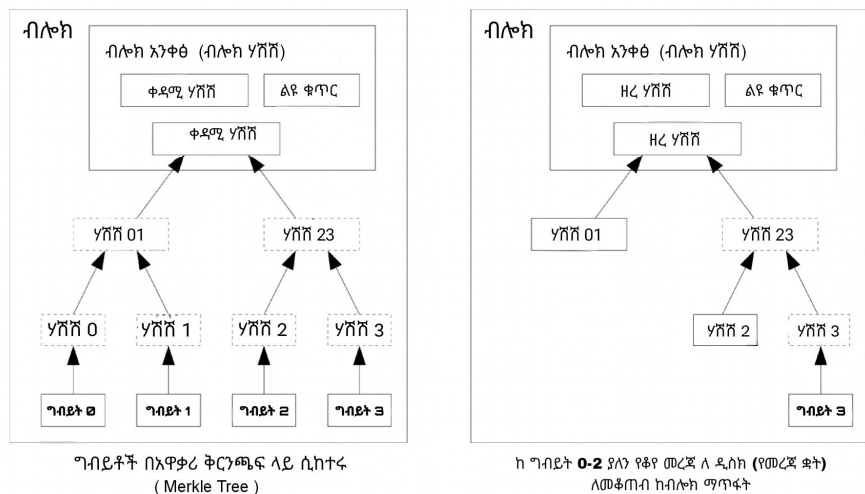 ብሎክ
ብሎክ አንቀፅ (ብሎክ ሃሽሽ)
ቀዳሚ ሃሽሽ ልዩ ቁጥር
ቀዳሚ ሃሽሽ
ሃሽሽ 01 ሃሽሽ 23
ሃሽሽ 0 ሃሽሽ 1 ሃሽሽ 2 ሃሽሽ 3
ግብይት 0 ግብይት 1 ግብይት 2 ግብይት 3
ግብይቶች በአዋቃሪ ቅርንጫፍ ላይ ሲከተሩ
( Merkle Tree )
ብሎክ
ብሎክ አንቀፅ (ብሎክ ሃሽሽ)
ዘረ ሃሽሽ ልዩ ቁጥር
ዘረ ሃሽሽ
ሃሽሽ 01 ሃሽሽ 23
ሃሽሽ 2 ሃሽሽ 3
ግብይት 3
ከ ግብይት 0-2 ያለን የቆየ መረጃ ለ ዲስክ (የመረጃ ቋት)
ለመቆጠብ ከብሎክ ማጥፋት